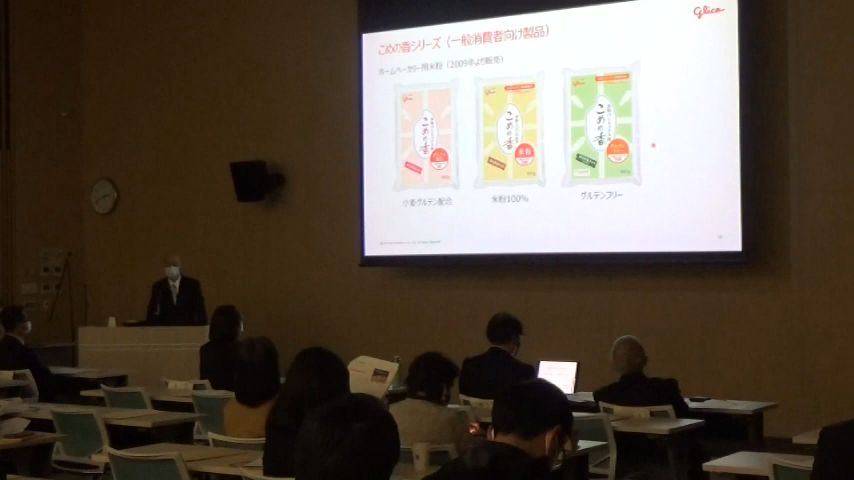 Glico
こめの香シリーズ（一般消費者向け製品）
ホームベーカリー用米粉（2009年より販売）
こめの香
こめの香
米粉
こめの香
小麦グルテン配合
米粉100%
グルテンフリー